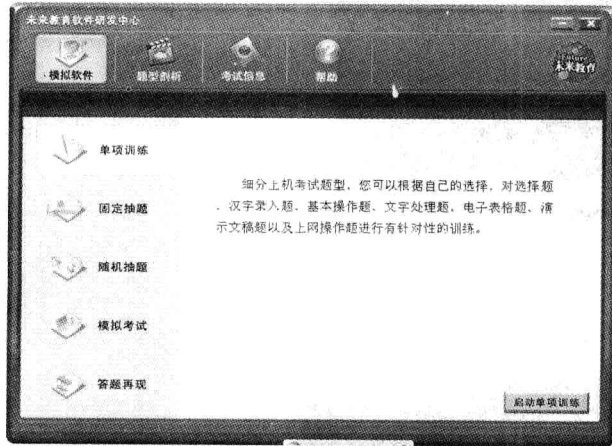 未来教育软件研发中心
模拟软件
题型剖析
考试信息
帮助
Future
未来教育
单项训练
固定抽题
随机抽题
模拟考试
答题再现
细分上机考试题型、您可以根据自己的选择，对选择题
、汉字录入题、基本操作题、文字处理题、电子表格题、演
示文稿题以及上网操作题进行有针对性的训练。
启动单项训练